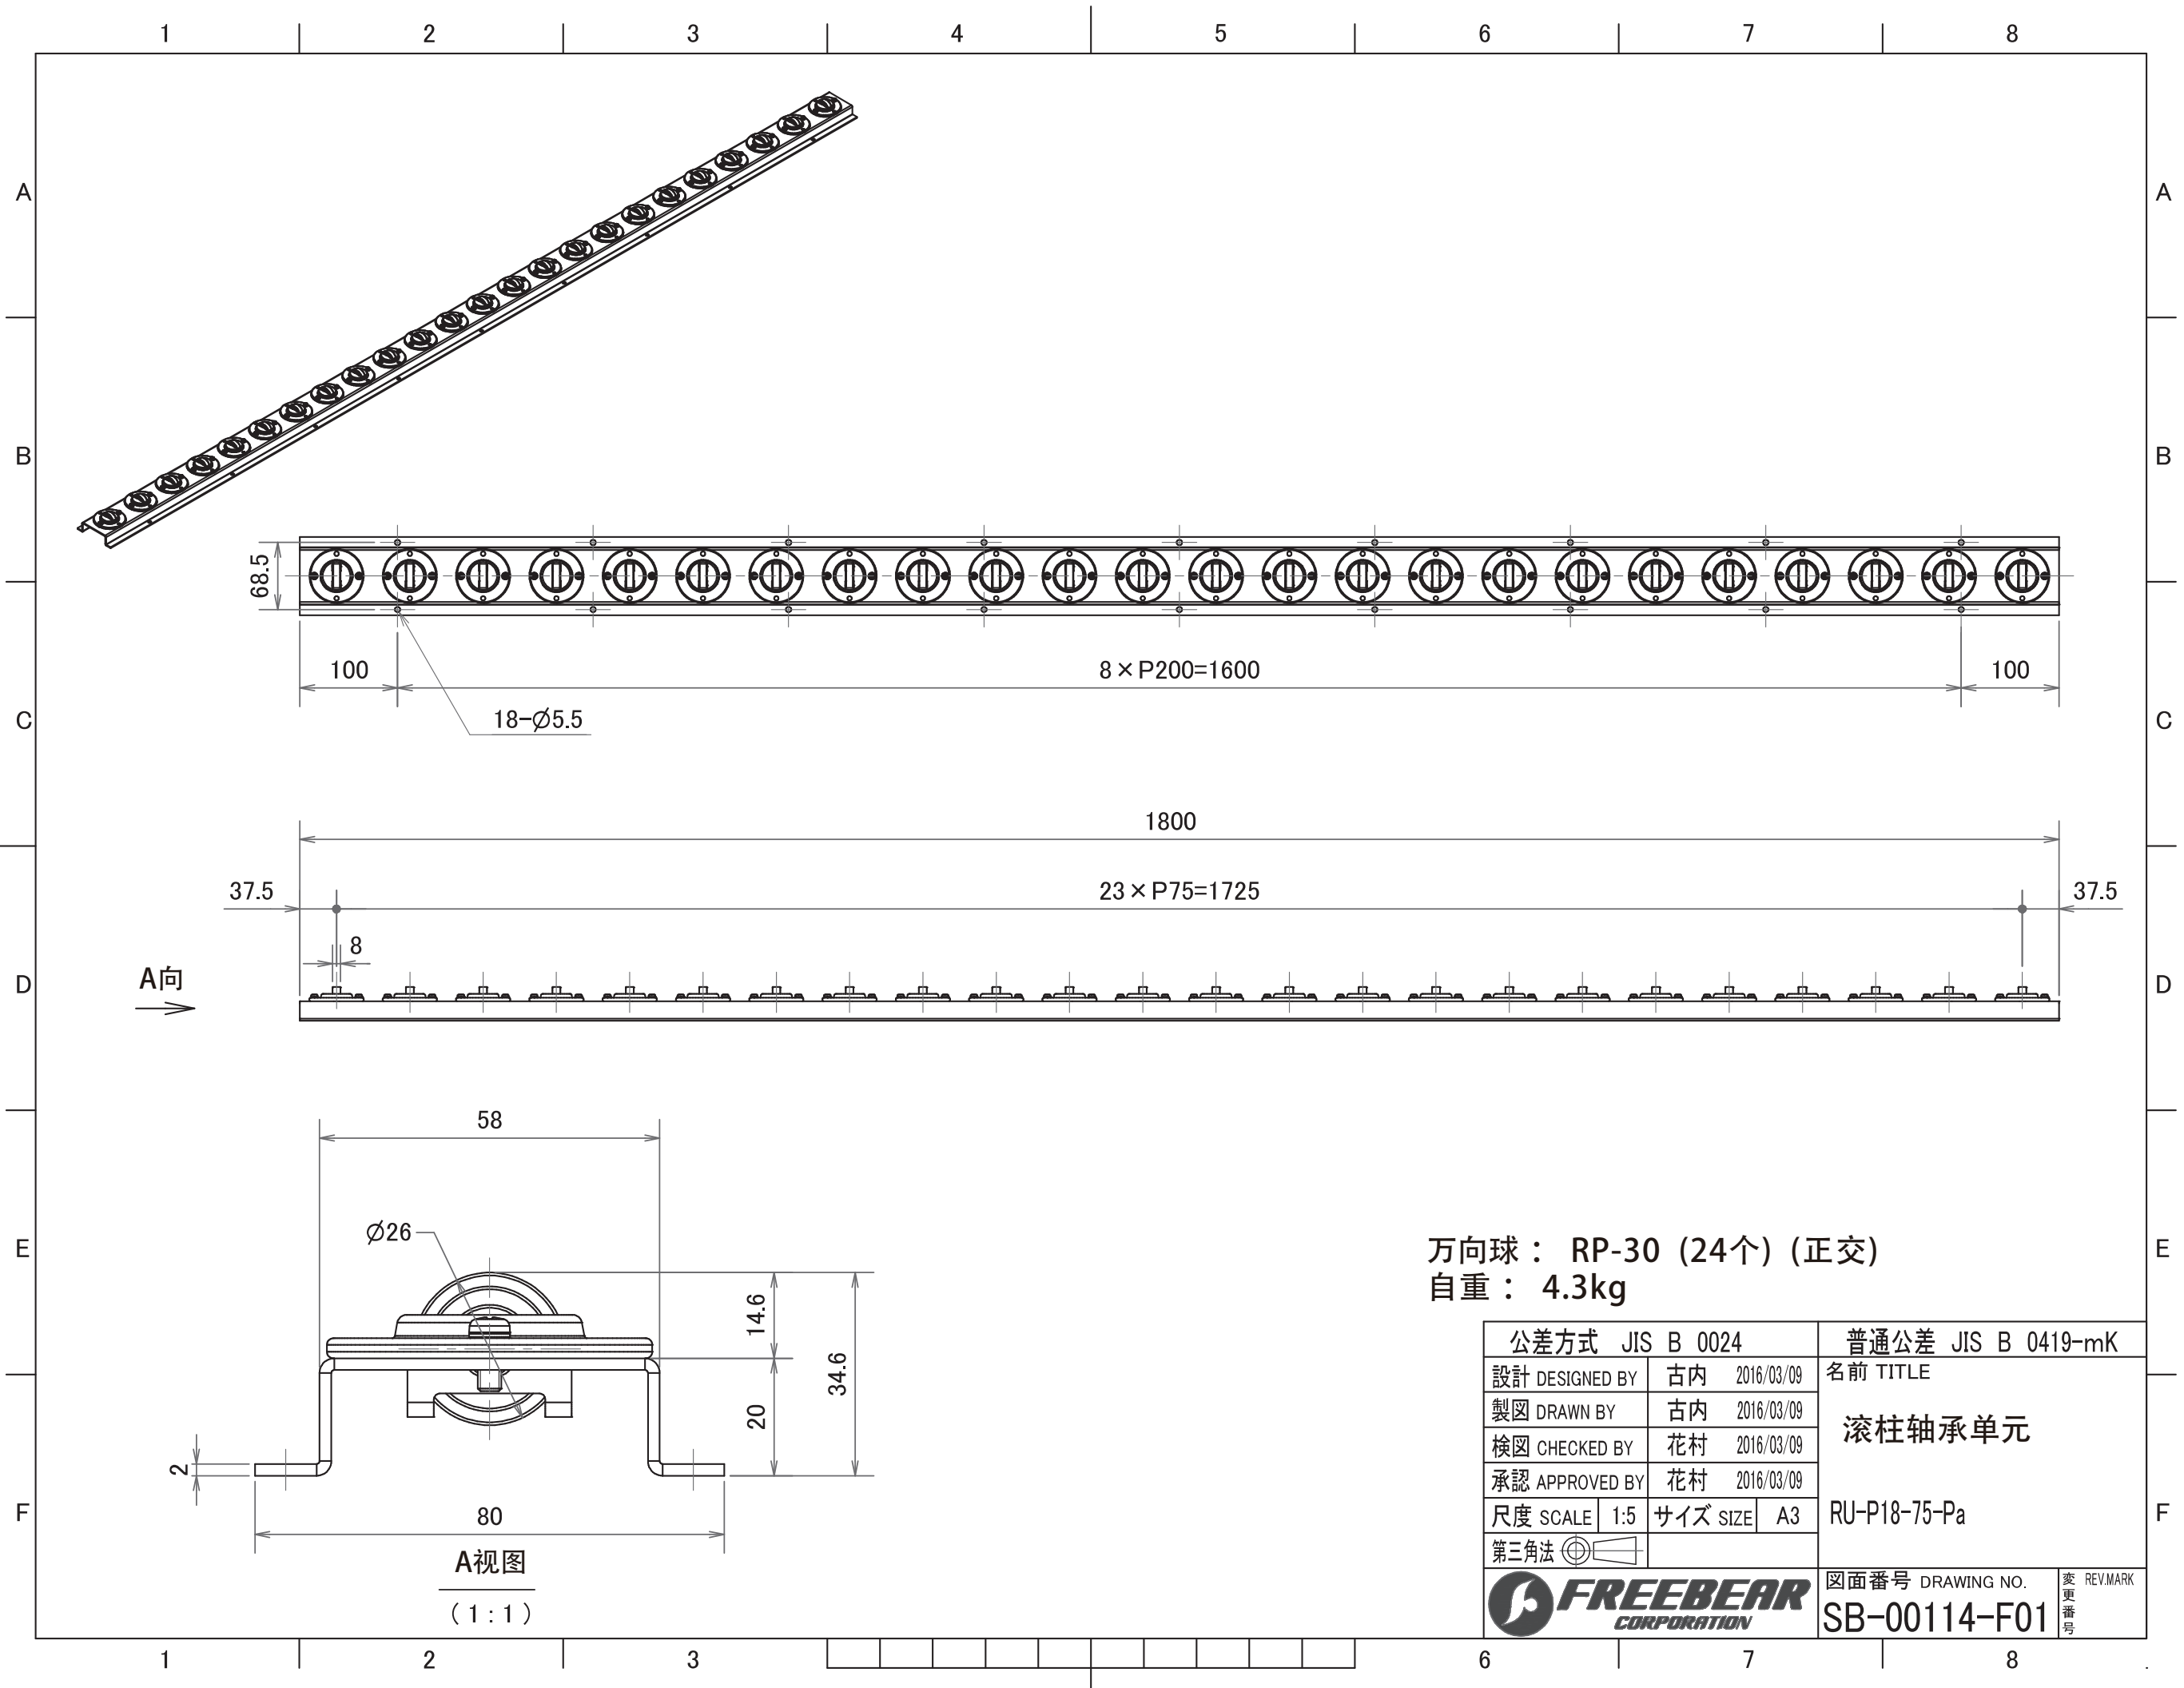 1 2 3 4 5 6 7 8
A A
B B
68.5
100 8×P200=1600 100
18-∅5.5
C C
1800
37.5 23×P75=1725 37.5
8
A向
D D
58
∅26
14.6
34.6
20
2
80
A视图
(1:1)
E E
万向球： RP-30 (24个) (正交)
自重： 4.3kg
公差方式 JIS B 0024 普通公差 JIS B 0419-mK
設計 DESIGNED BY 古内 2016/03/09 名前 TITLE
製図 DRAWN BY 古内 2016/03/09
滚柱轴承单元
検図 CHECKED BY 花村 2016/03/09
承認 APPROVED BY 花村 2016/03/09
尺度 SCALE 1:5 サイズ SIZE A3 RU-P18-75-Pa
第三角法
F F
FREEBEAR
CORPORATION
図面番号 DRAWING NO. 変更番号 REV.MARK
SB-00114-F01
1 2 3 6 7 8